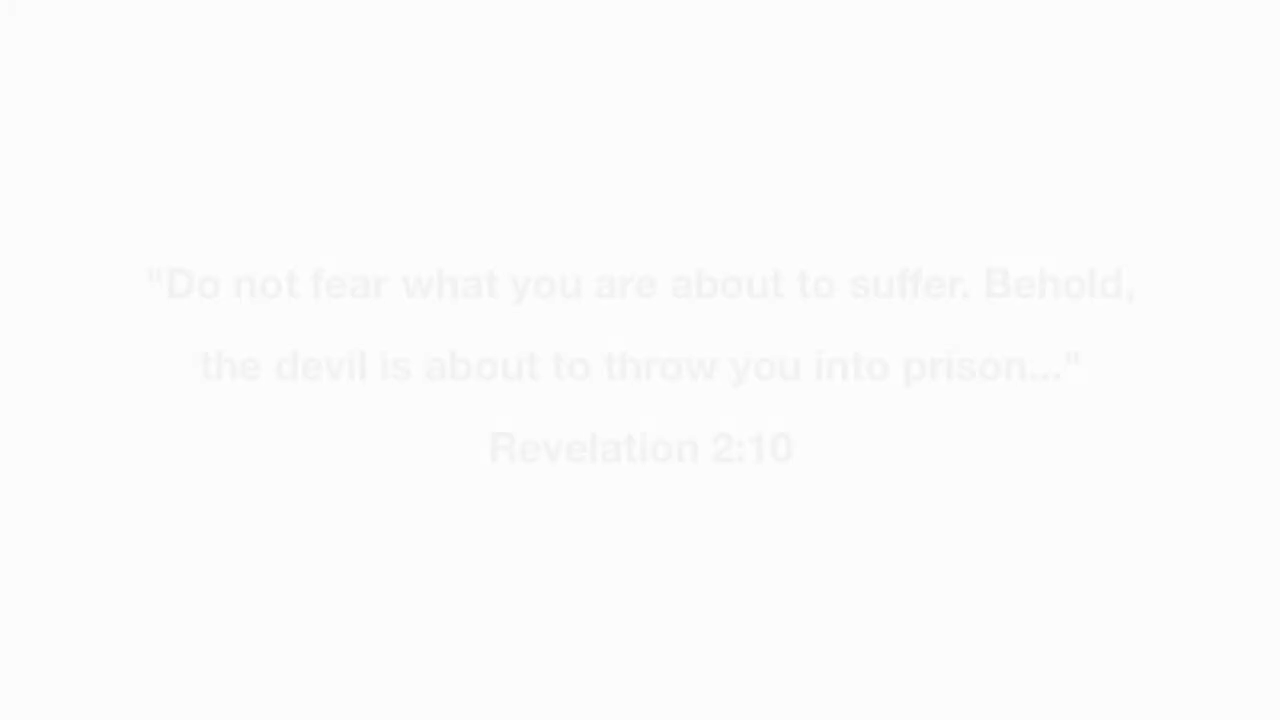 "Do not fear what you are about to suffer. Behold,
the devil is about to throw you into prison..."
Revelation 2:10